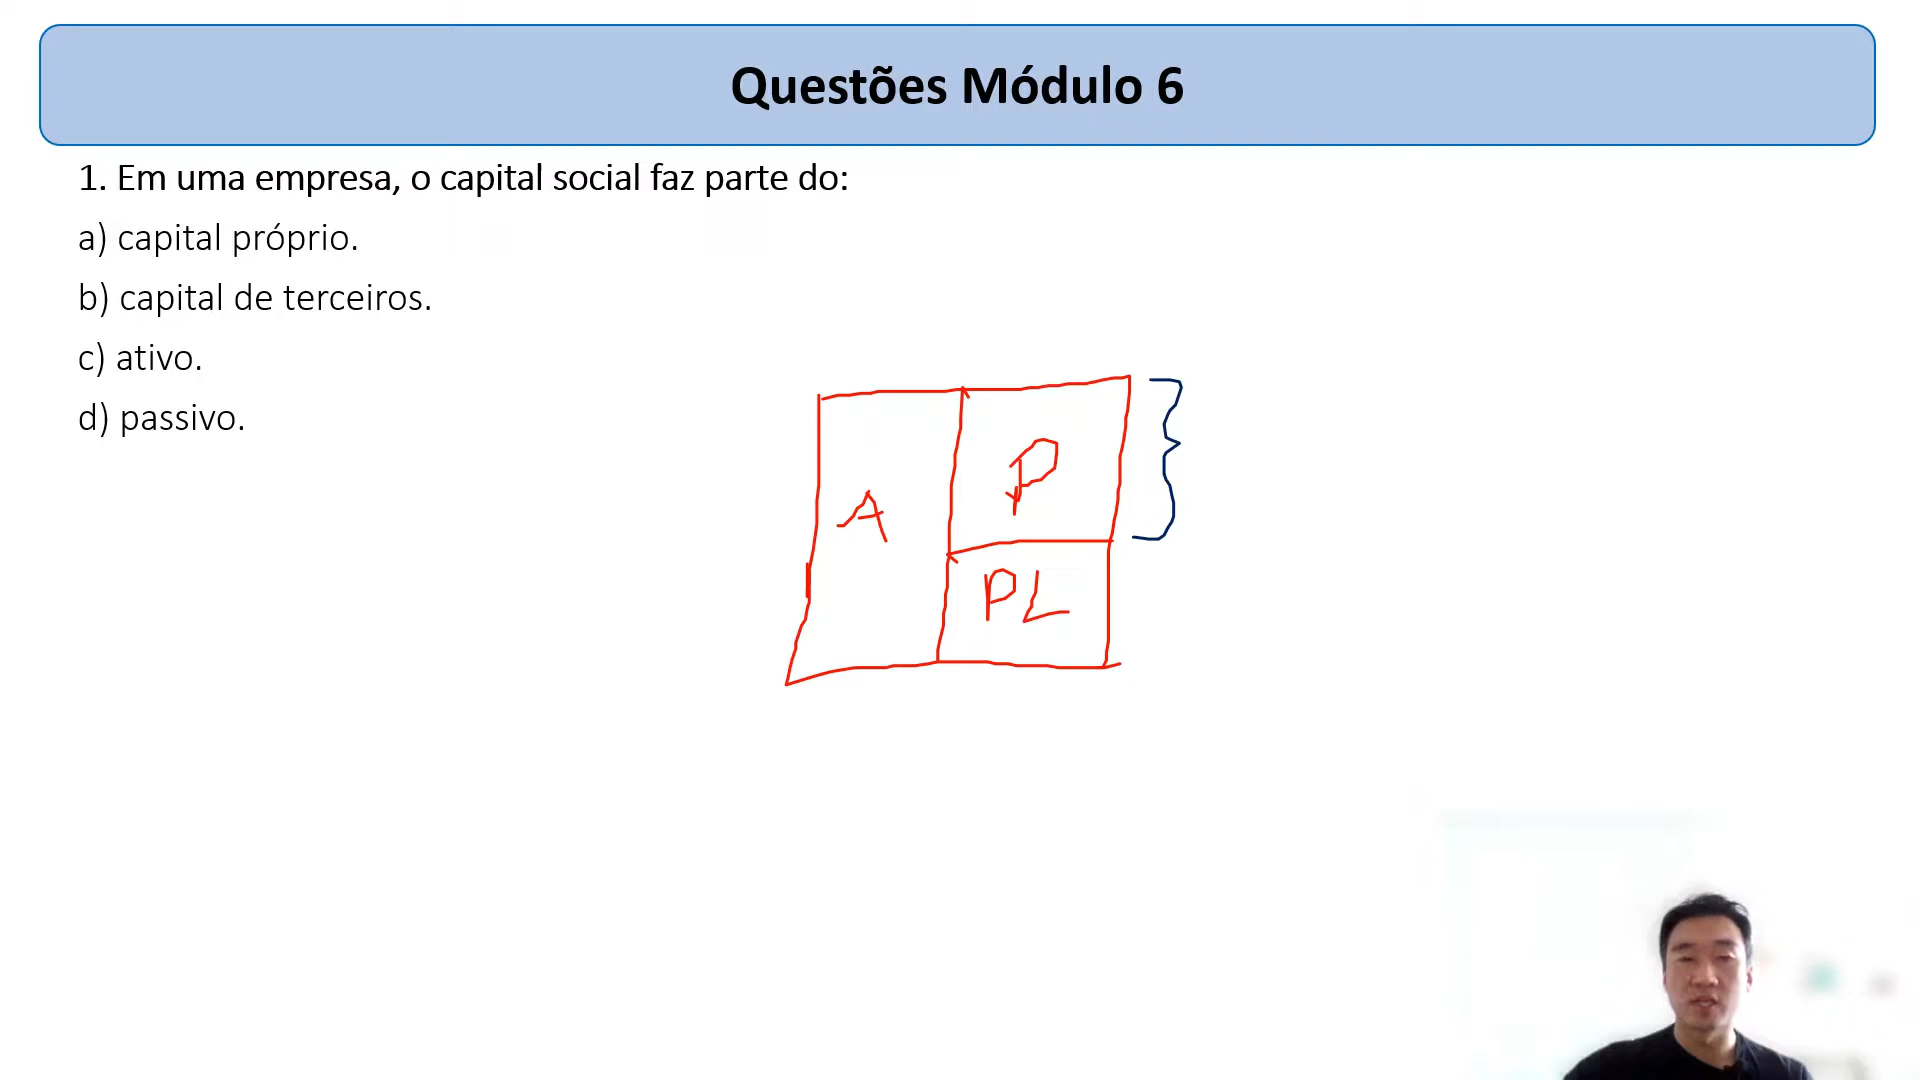 Questões Módulo 6
1. Em uma empresa, o capital social faz parte do:
a) capital próprio.
b) capital de terceiros.
c) ativo.
d) passivo.
A
P
PL